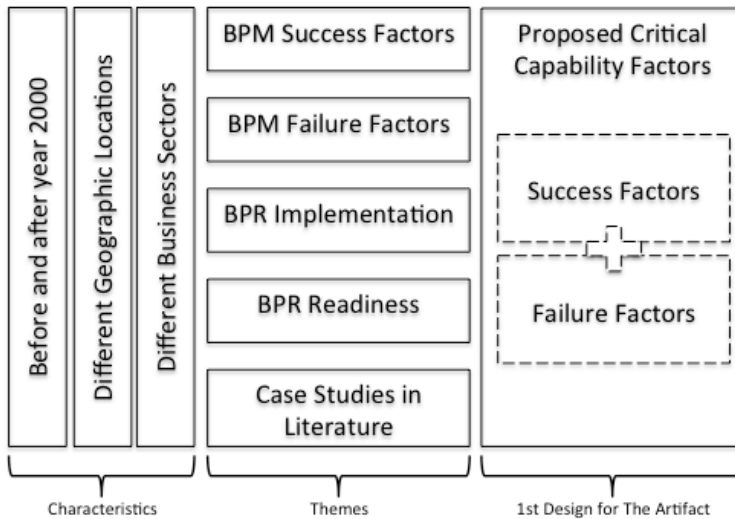 Before and after year 2000
Different Geographic Locations
Different Business Sectors
BPM Success Factors
BPM Failure Factors
BPR Implementation
BPR Readiness
Case Studies in
Literature
Proposed Critical
Capability Factors
Success Factors
Failure Factors
Characteristics
Themes
1st Design for The Artifact